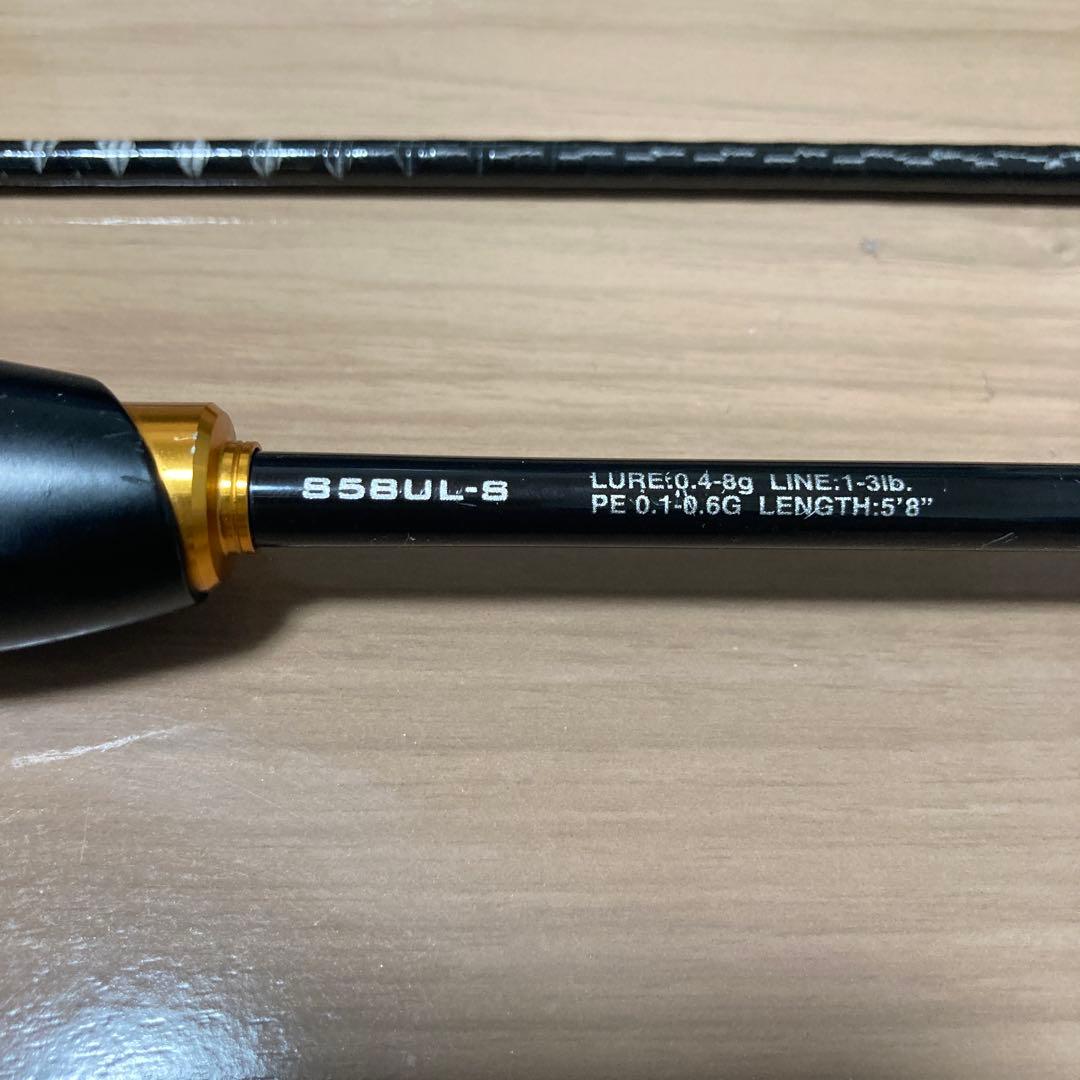 S58UL-S
LURE:0.4-8g LINE:1-3lb.
PE 0.1-0.6G LENGTH:5'8”